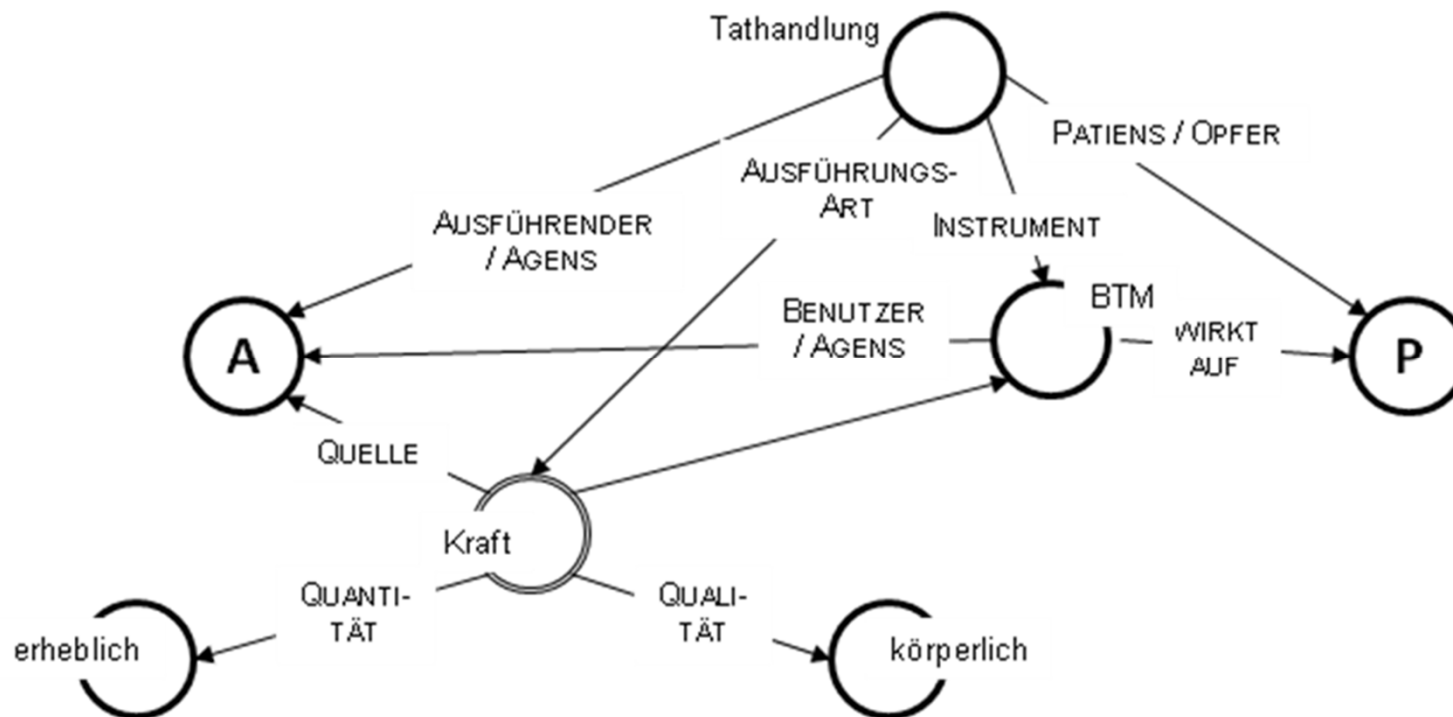 Tathandlung
PATIENS / OPFER
AUSFÜHRUNGS-
ART
AUSFÜHRENDER
/ AGENS
INSTRUMENT
BTM
BENUTZER
/ AGENS
WIRKT
AUF
A
P
QUELLE
Kraft
QUANTI-
TÄT
QUALI-
TÄT
erheblich
körperlich